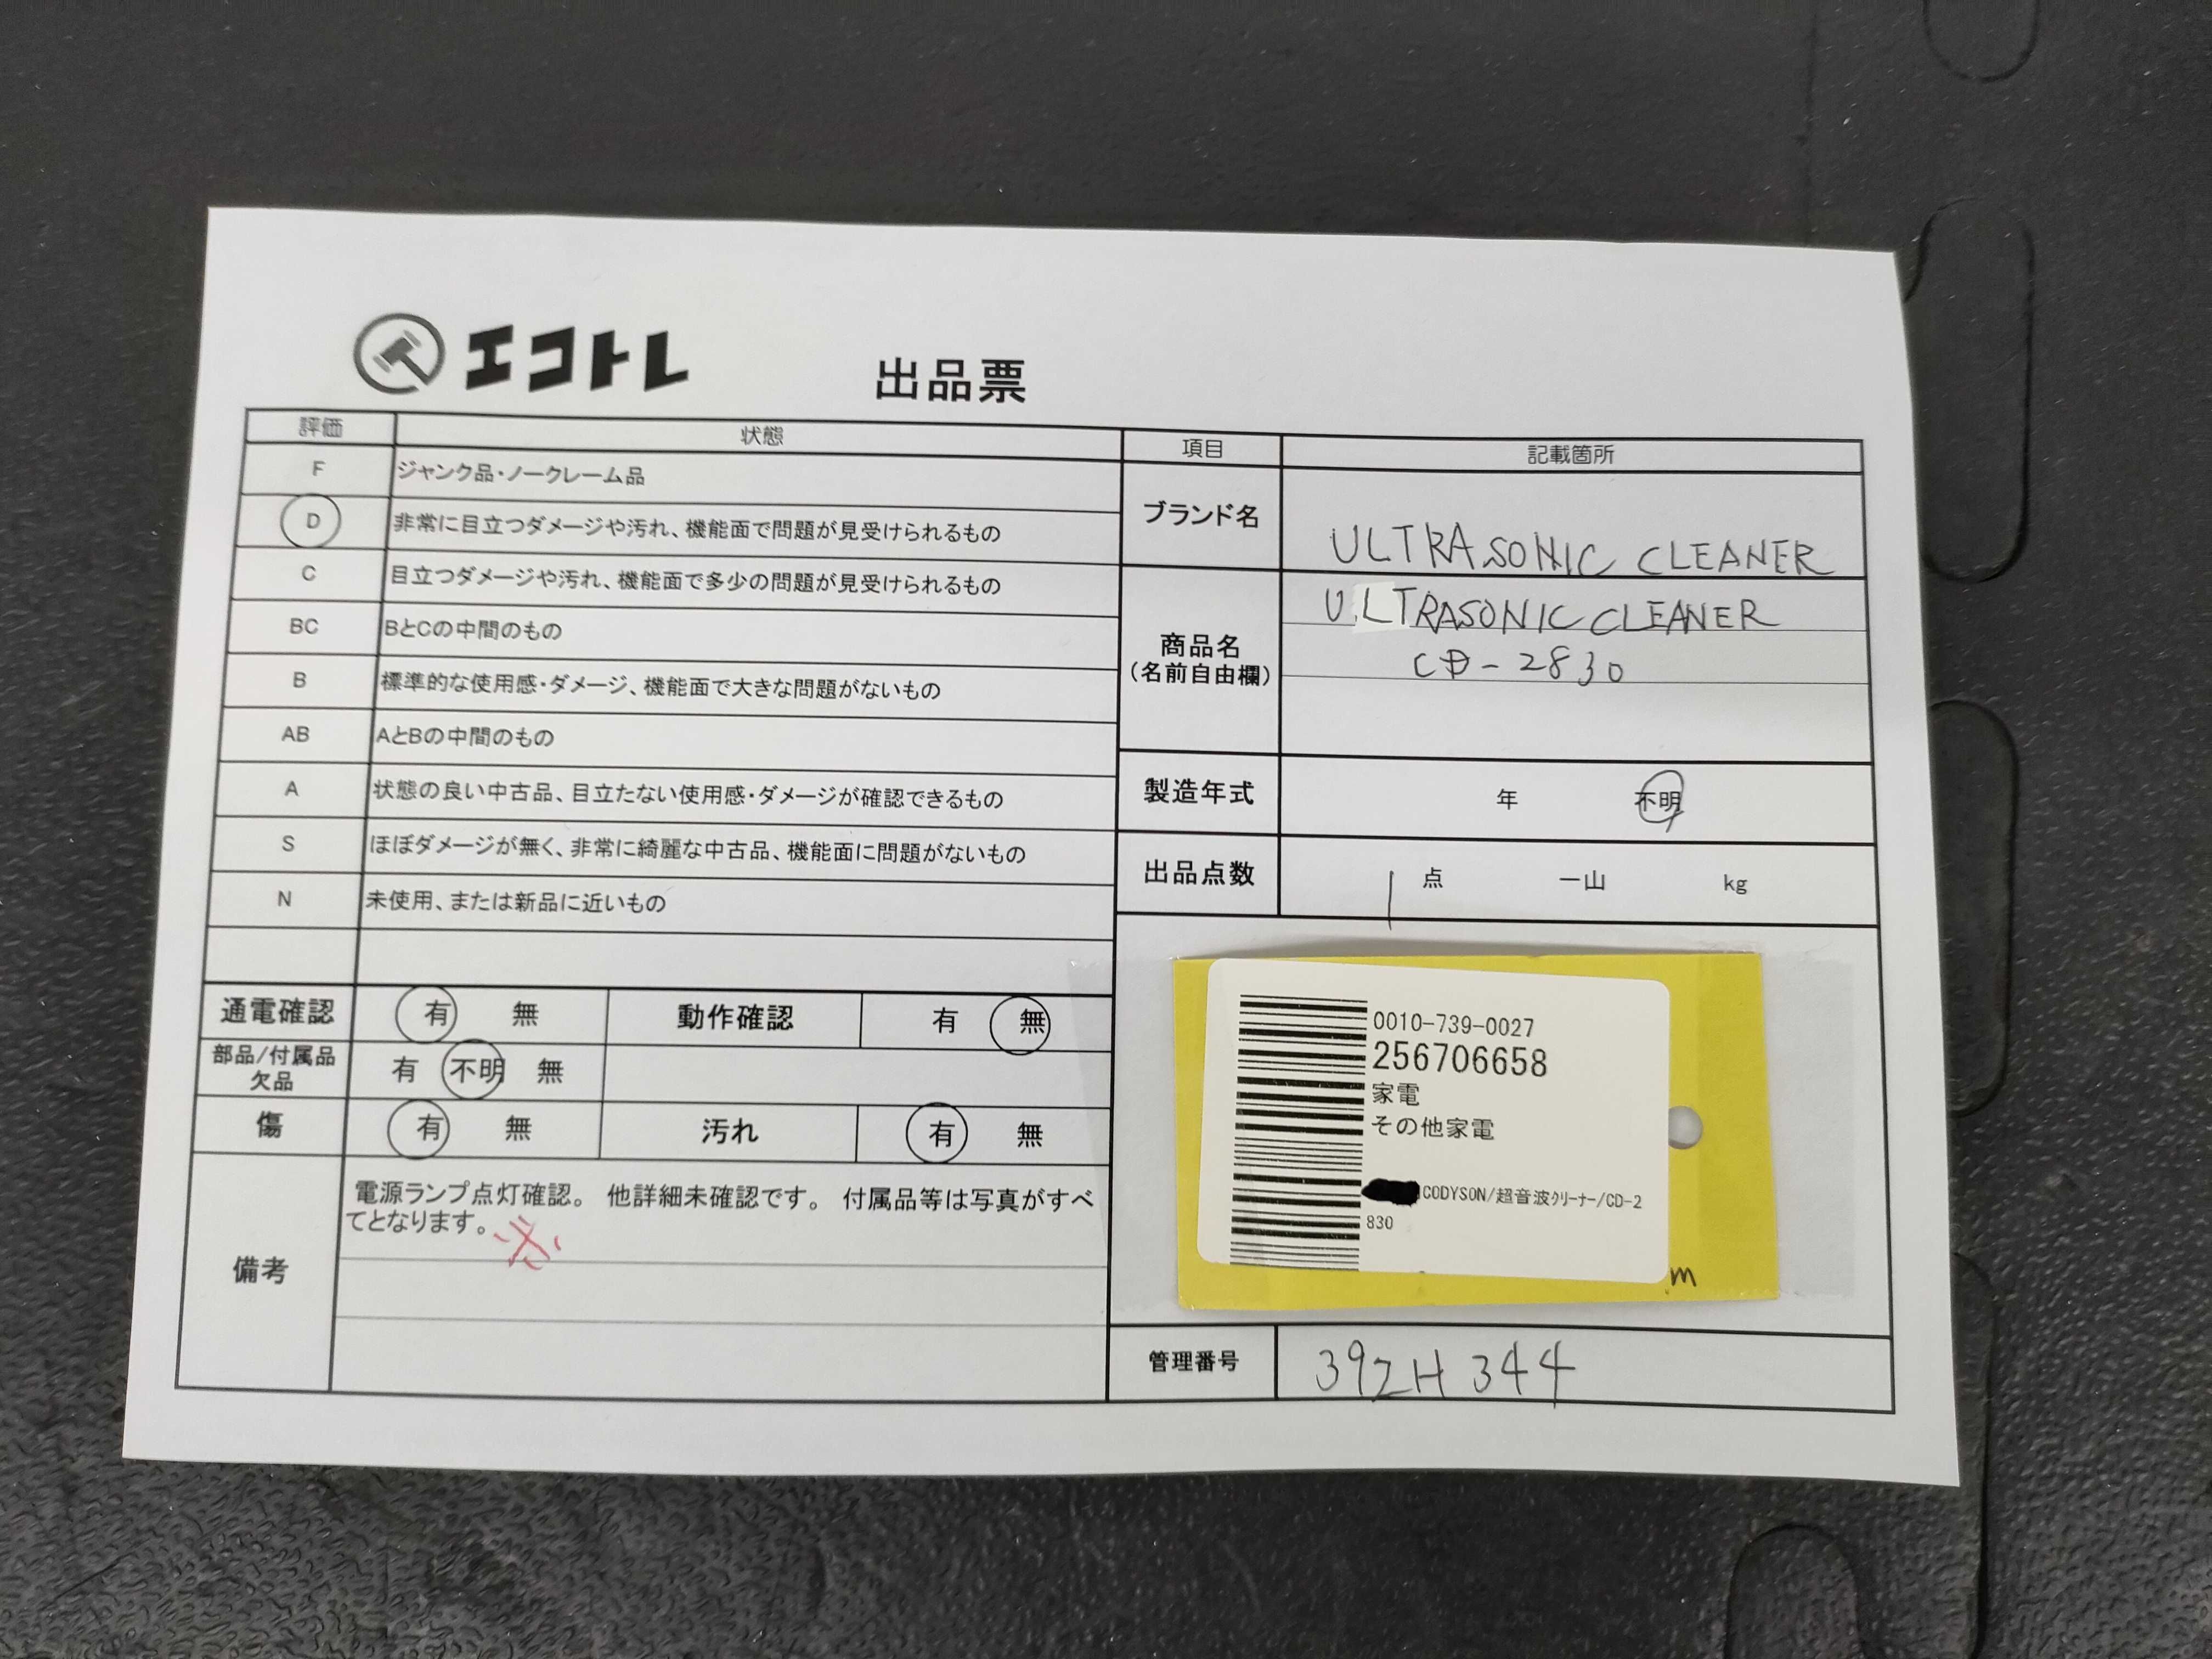 エコトレ
出品票
評価 状態
F ジャンク品・ノークレーム品
D 非常に目立つダメージや汚れ、機能面で問題が見受けられるもの
C 目立つダメージや汚れ、機能面で多少の問題が見受けられるもの
BC BとCの中間のもの
B 標準的な使用感・ダメージ、機能面で大きな問題がないもの
AB AとBの中間のもの
A 状態の良い中古品、目立たない使用感・ダメージが確認できるもの
S ほぼダメージが無く、非常に綺麗な中古品、機能面に問題がないもの
N 未使用、または新品に近いもの
通電確認 有 無 動作確認 有 無
部品/付属品
欠品
有 不明 無
傷 有 無 汚れ 有 無
備考
電源ランプ点灯確認。 他詳細未確認です。 付属品等は写真がすべ
てとなります。
項目 記載箇所
ブランド名 ULTRASONIC CLEANER
商品名
(名前自由欄)
ULTRASONIC CLEANER
CD-2830
製造年式 年 不明
出品点数 1 点 一山 kg
0010-739-0027
256706658
家電
その他家電
CODYSON/超音波ｸﾘｰﾅｰ/CD-2
830
m
管理番号 392H344